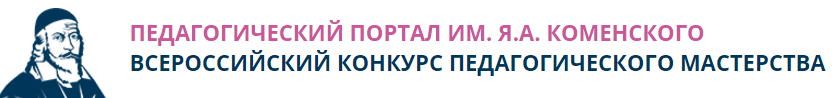 ПЕДАГОГИЧЕСКИЙ ПОРТАЛ ИМ. Я.А. КОМЕНСКОГО
ВСЕРОССИЙСКИЙ КОНКУРС ПЕДАГОГИЧЕСКОГО МАСТЕРСТВА